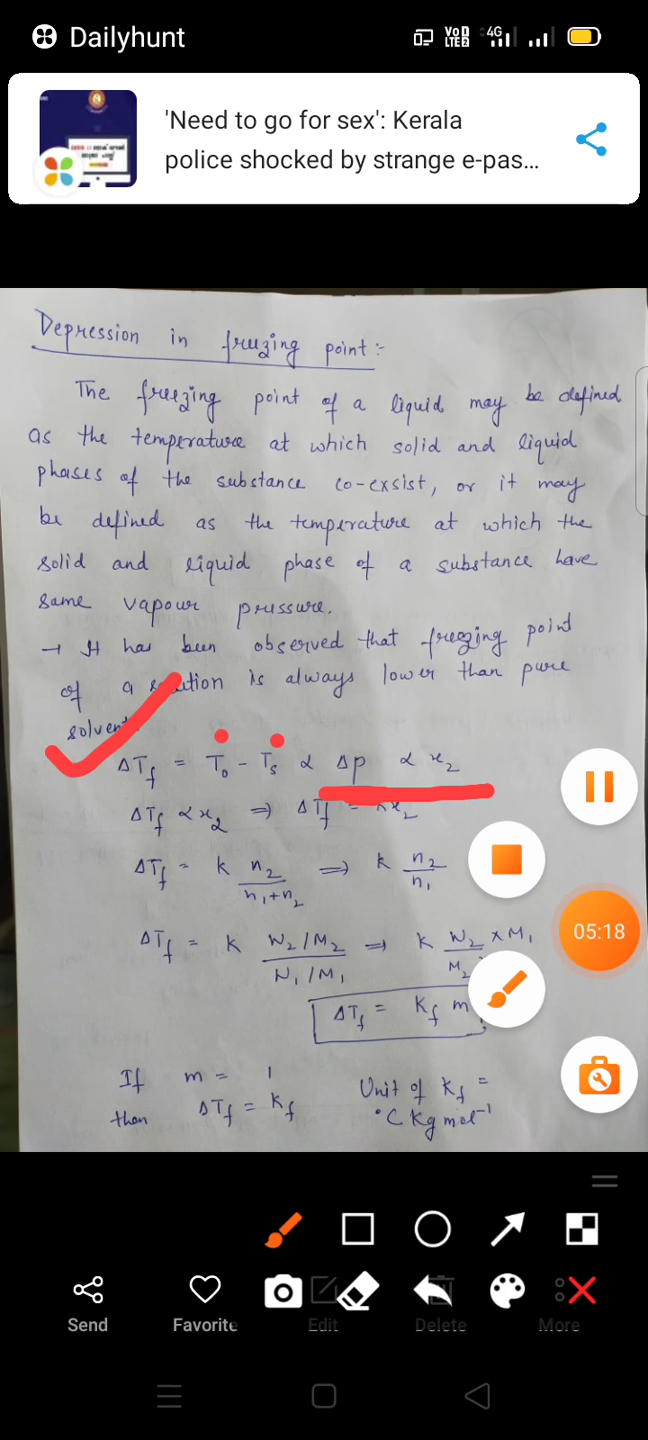 Dailyhunt
VoD LTE2 4G
'Need to go for sex': Kerala
police shocked by strange e-pas...
Depression in freezing point :-
The freezing point of a liquid may be defined
as the temperature at which solid and liquid
phases of the substance co-exsist, or it may
be defined as the temperature at which the
solid and liquid phase of a substance have
same vapour pressure.
→ It has been observed that freezing point
of a solution is always lower than pure
solvent
ΔTf = T₀ - Ts ∝ Δp ∝ x₂
ΔTf ∝ x₂ ⇒ ΔTf = kx₂
ΔTf = k n₂/n₁+n₂ ⇒ k n₂/n₁
ΔTf = k W₂/M₂ / W₁/M₁ ⇒ k W₂ × M₁ / M₂
ΔTf = Kf m
05:18
If m = 1
then ΔTf = Kf
Unit of Kf =
°C Kg mol⁻¹
Send Favorite Edit Delete More